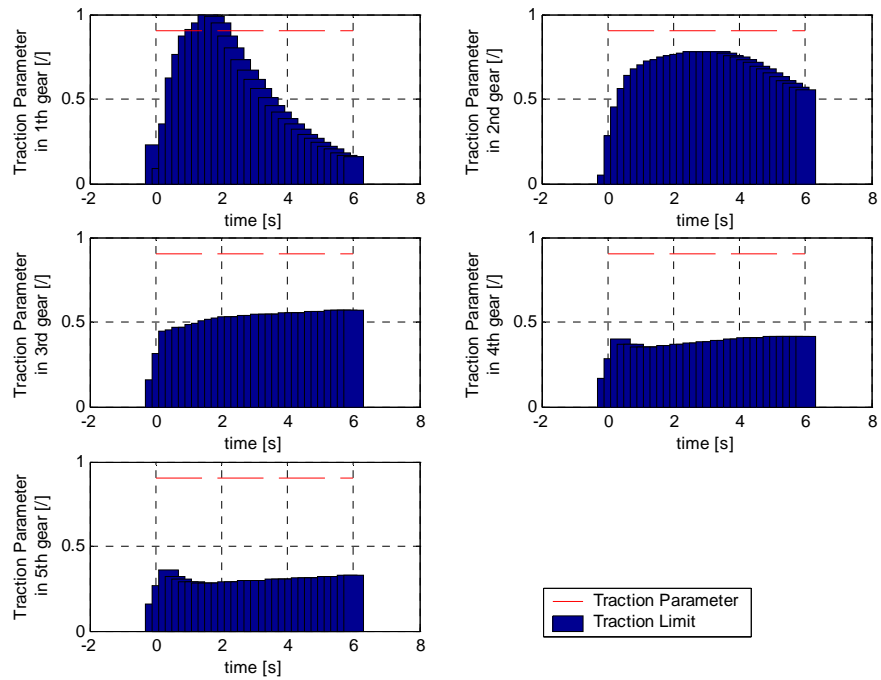 1
0.5
0
-2 0 2 4 6 8
time [s]
Traction Parameter
in 1th gear [/]
1
0.5
0
-2 0 2 4 6 8
time [s]
Traction Parameter
in 2nd gear [/]
1
0.5
0
-2 0 2 4 6 8
time [s]
Traction Parameter
in 3rd gear [/]
1
0.5
0
-2 0 2 4 6 8
time [s]
Traction Parameter
in 4th gear [/]
1
0.5
0
-2 0 2 4 6 8
time [s]
Traction Parameter
in 5th gear [/]
Traction Parameter
Traction Limit